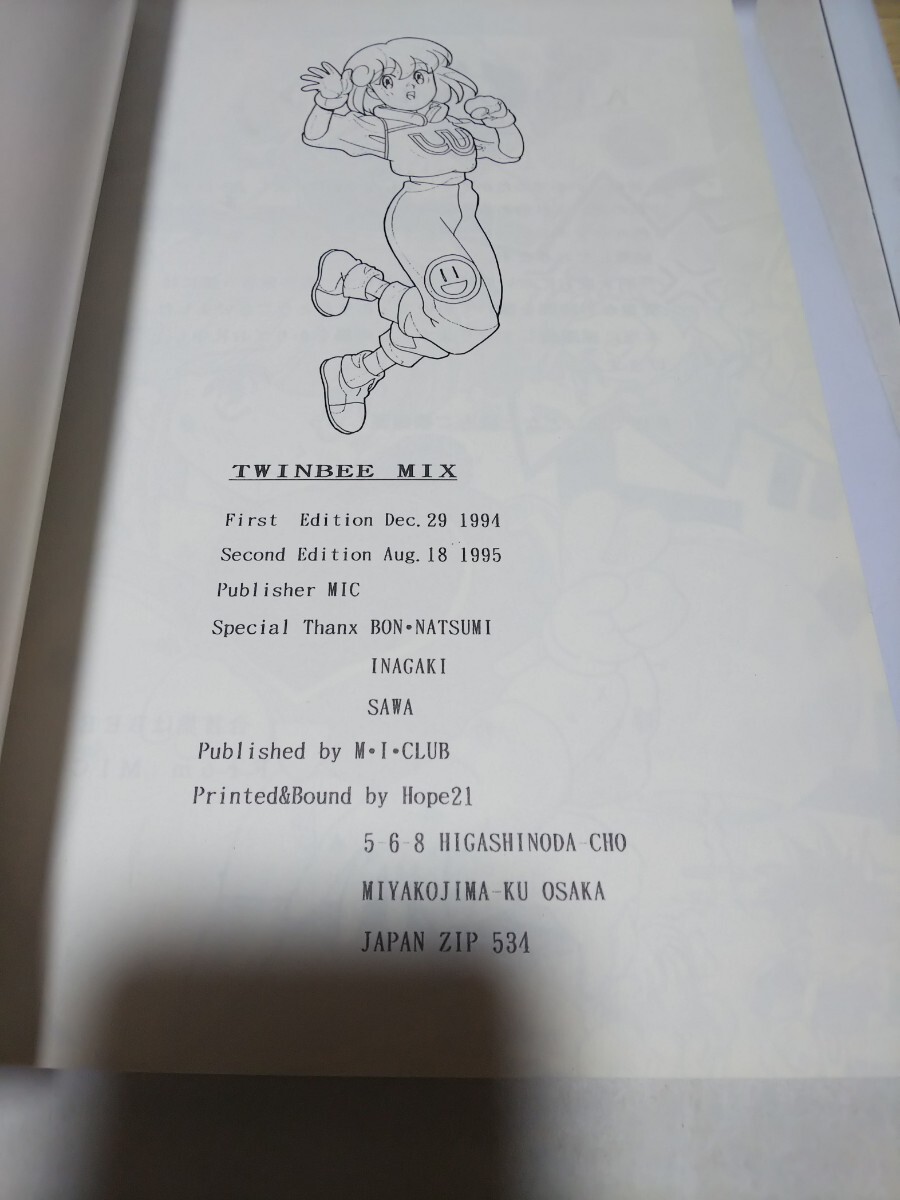 TWINBEE MIX
First Edition Dec. 29 1994
Second Edition Aug. 18 1995
Publisher MIC
Special Thanx BON•NATSUMI
INAGAKI
SAWA
Published by M•I•CLUB
Printed&Bound by Hope21
5-6-8 HIGASHINODA-CHO
MIYAKOJIMA-KU OSAKA
JAPAN ZIP 534